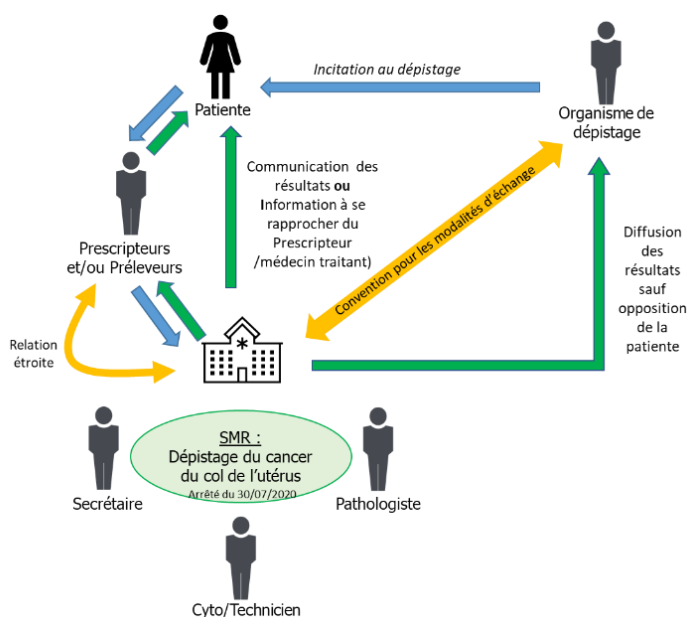 Incitation au dépistage
Patiente
Organisme de
dépistage
Communication des
résultats ou
Information à se
rapprocher du
Prescripteur
/médecin traitant)
Convention pour les modalités d'échange
Prescripteurs
et/ou Préleveurs
Diffusion
des
résultats
sauf
opposition
de la
patiente
Relation
étroite
SMR :
Dépistage du cancer
du col de l'utérus
Arrêté du 30/07/2020
Secrétaire
Pathologiste
Cyto/Technicien